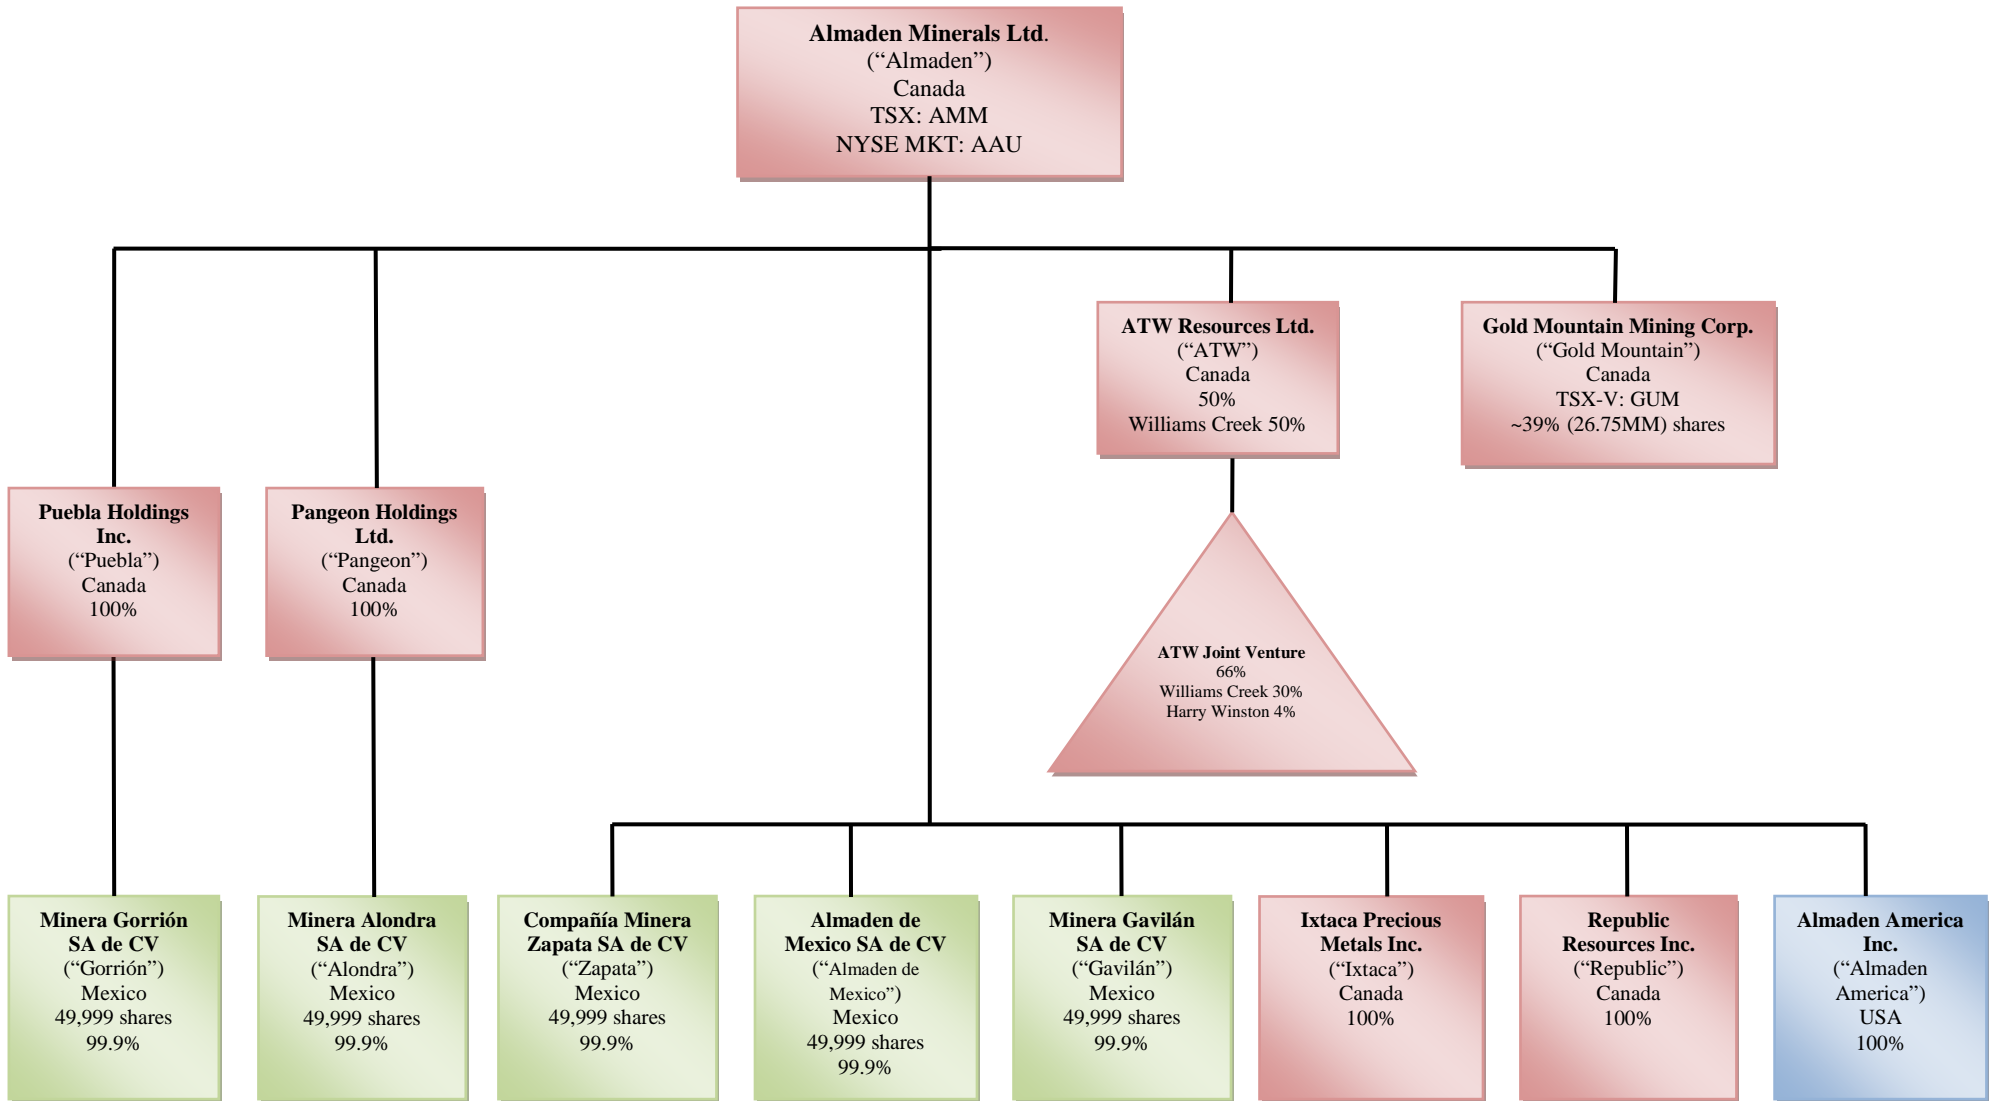 Almaden Minerals Ltd.
(“Almaden”)
Canada
TSX: AMM
NYSE MKT: AAU
ATW Resources Ltd.
(“ATW”)
Canada
50%
Williams Creek 50%
Gold Mountain Mining Corp.
(“Gold Mountain”)
Canada
TSX-V: GUM
~39% (26.75MM) shares
Puebla Holdings
Inc.
(“Puebla”)
Canada
100%
Pangeon Holdings
Ltd.
(“Pangeon”)
Canada
100%
ATW Joint Venture
66%
Williams Creek 30%
Harry Winston 4%
Minera Gorrión
SA de CV
(“Gorrión”)
Mexico
49,999 shares
99.9%
Minera Alondra
SA de CV
(“Alondra”)
Mexico
49,999 shares
99.9%
Compañía Minera
Zapata SA de CV
(“Zapata”)
Mexico
49,999 shares
99.9%
Almaden de
Mexico SA de CV
(“Almaden de
Mexico”)
Mexico
49,999 shares
99.9%
Minera Gavilán
SA de CV
(“Gavilán”)
Mexico
49,999 shares
99.9%
Ixtaca Precious
Metals Inc.
(“Ixtaca”)
Canada
100%
Republic
Resources Inc.
(“Republic”)
Canada
100%
Almaden America
Inc.
(“Almaden
America”)
USA
100%